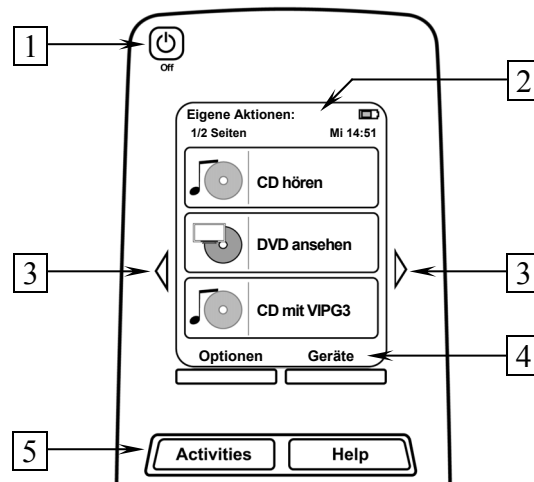 1
Off
2
Eigene Aktionen:
1/2 Seiten Mi 14:51
CD hören
DVD ansehen
3
3
CD mit VIPG3
Optionen Geräte
4
5
Activities Help